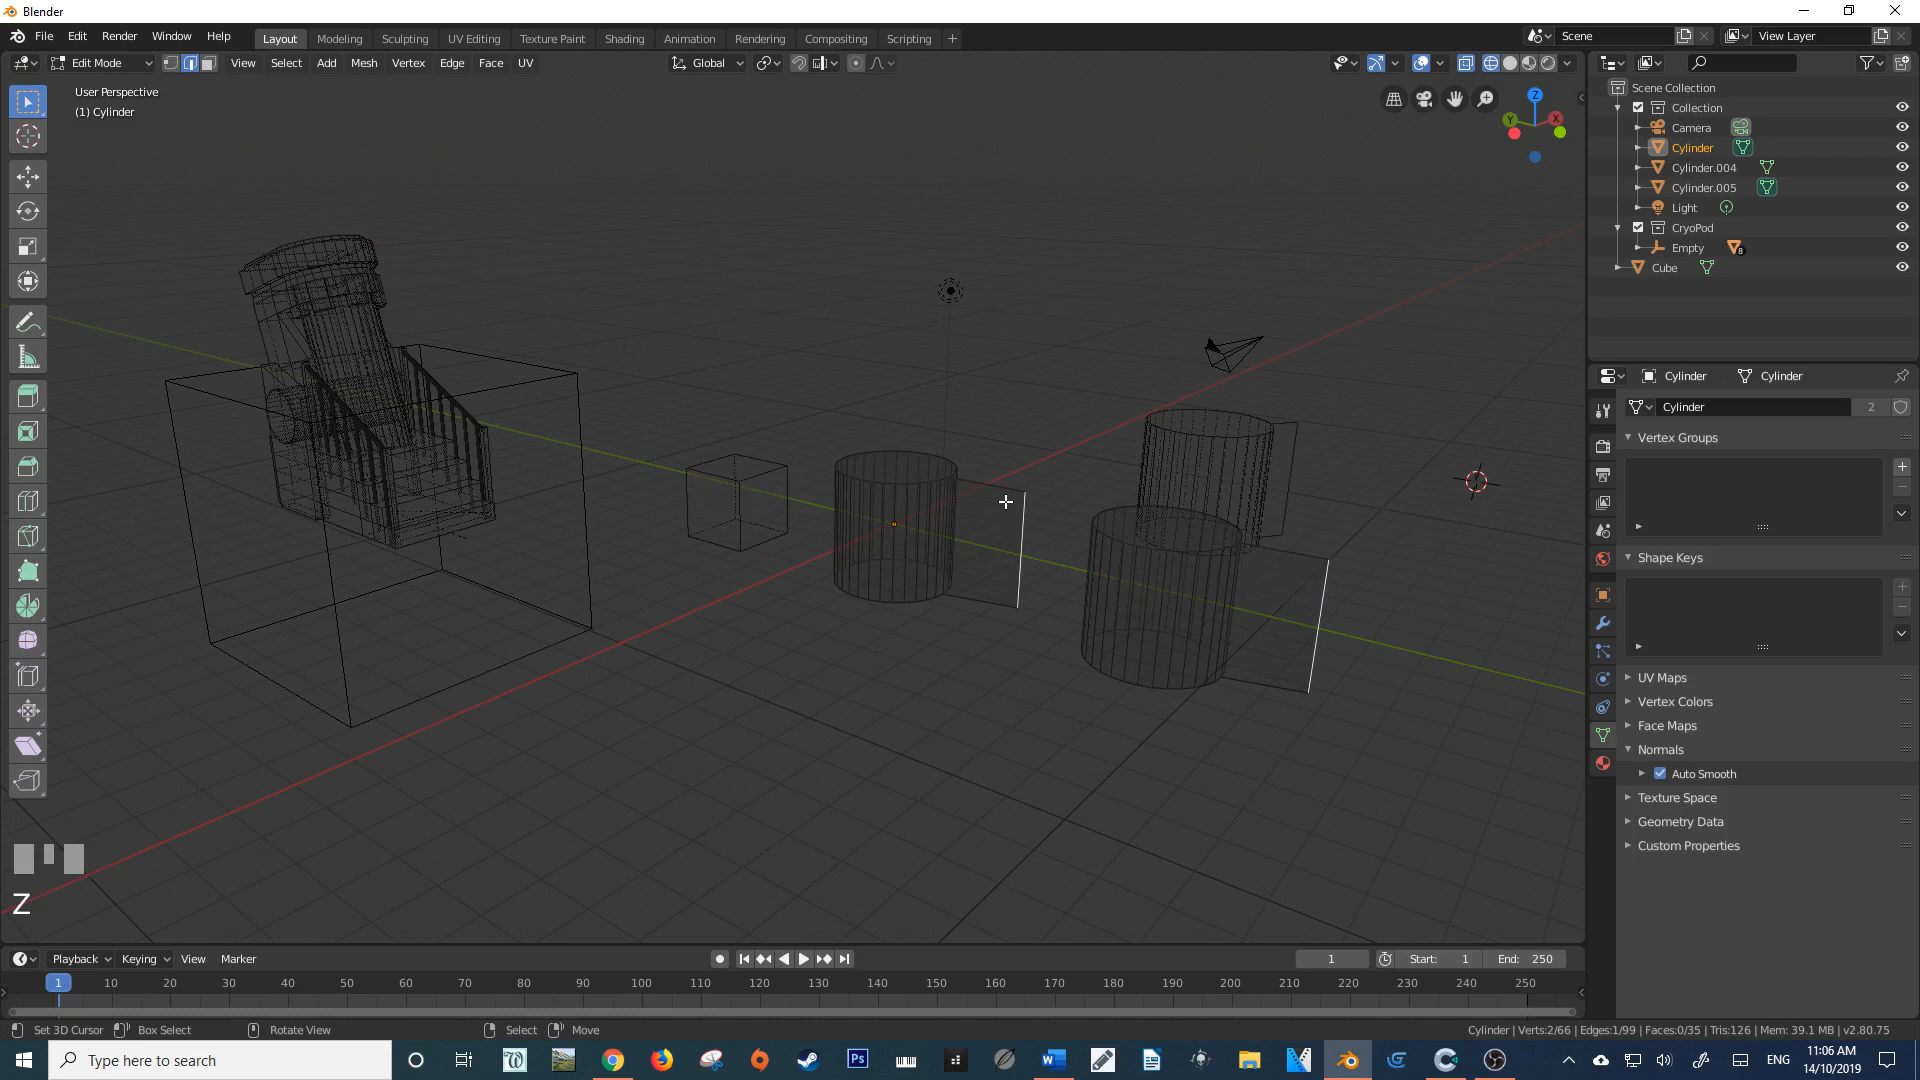 Blender
File Edit Render Window Help
Layout Modeling Sculpting UV Editing Texture Paint Shading Animation Rendering Compositing Scripting +
Scene
View Layer
Edit Mode
View Select Add Mesh Vertex Edge Face UV
Global
User Perspective
(1) Cylinder
Z
X
Y
Scene Collection
Collection
Camera
Cylinder
Cylinder.004
Cylinder.005
Light
CryoPod
Empty
8
Cube
Cylinder
Cylinder
Cylinder
2
Vertex Groups
Shape Keys
UV Maps
Vertex Colors
Face Maps
Normals
Auto Smooth
Texture Space
Geometry Data
Custom Properties
Z
Playback Keying View Marker
1
Start: 1
End: 250
1 10 20 30 40 50 60 70 80 90 100 110 120 130 140 150 160 170 180 190 200 210 220 230 240 250
Set 3D Cursor
Box Select
Rotate View
Select
Move
Cylinder | Verts:2/66 | Edges:1/99 | Faces:0/35 | Tris:126 | Mem: 39.1 MB | v2.80.75
Type here to search
Ps
ENG
11:06 AM
14/10/2019